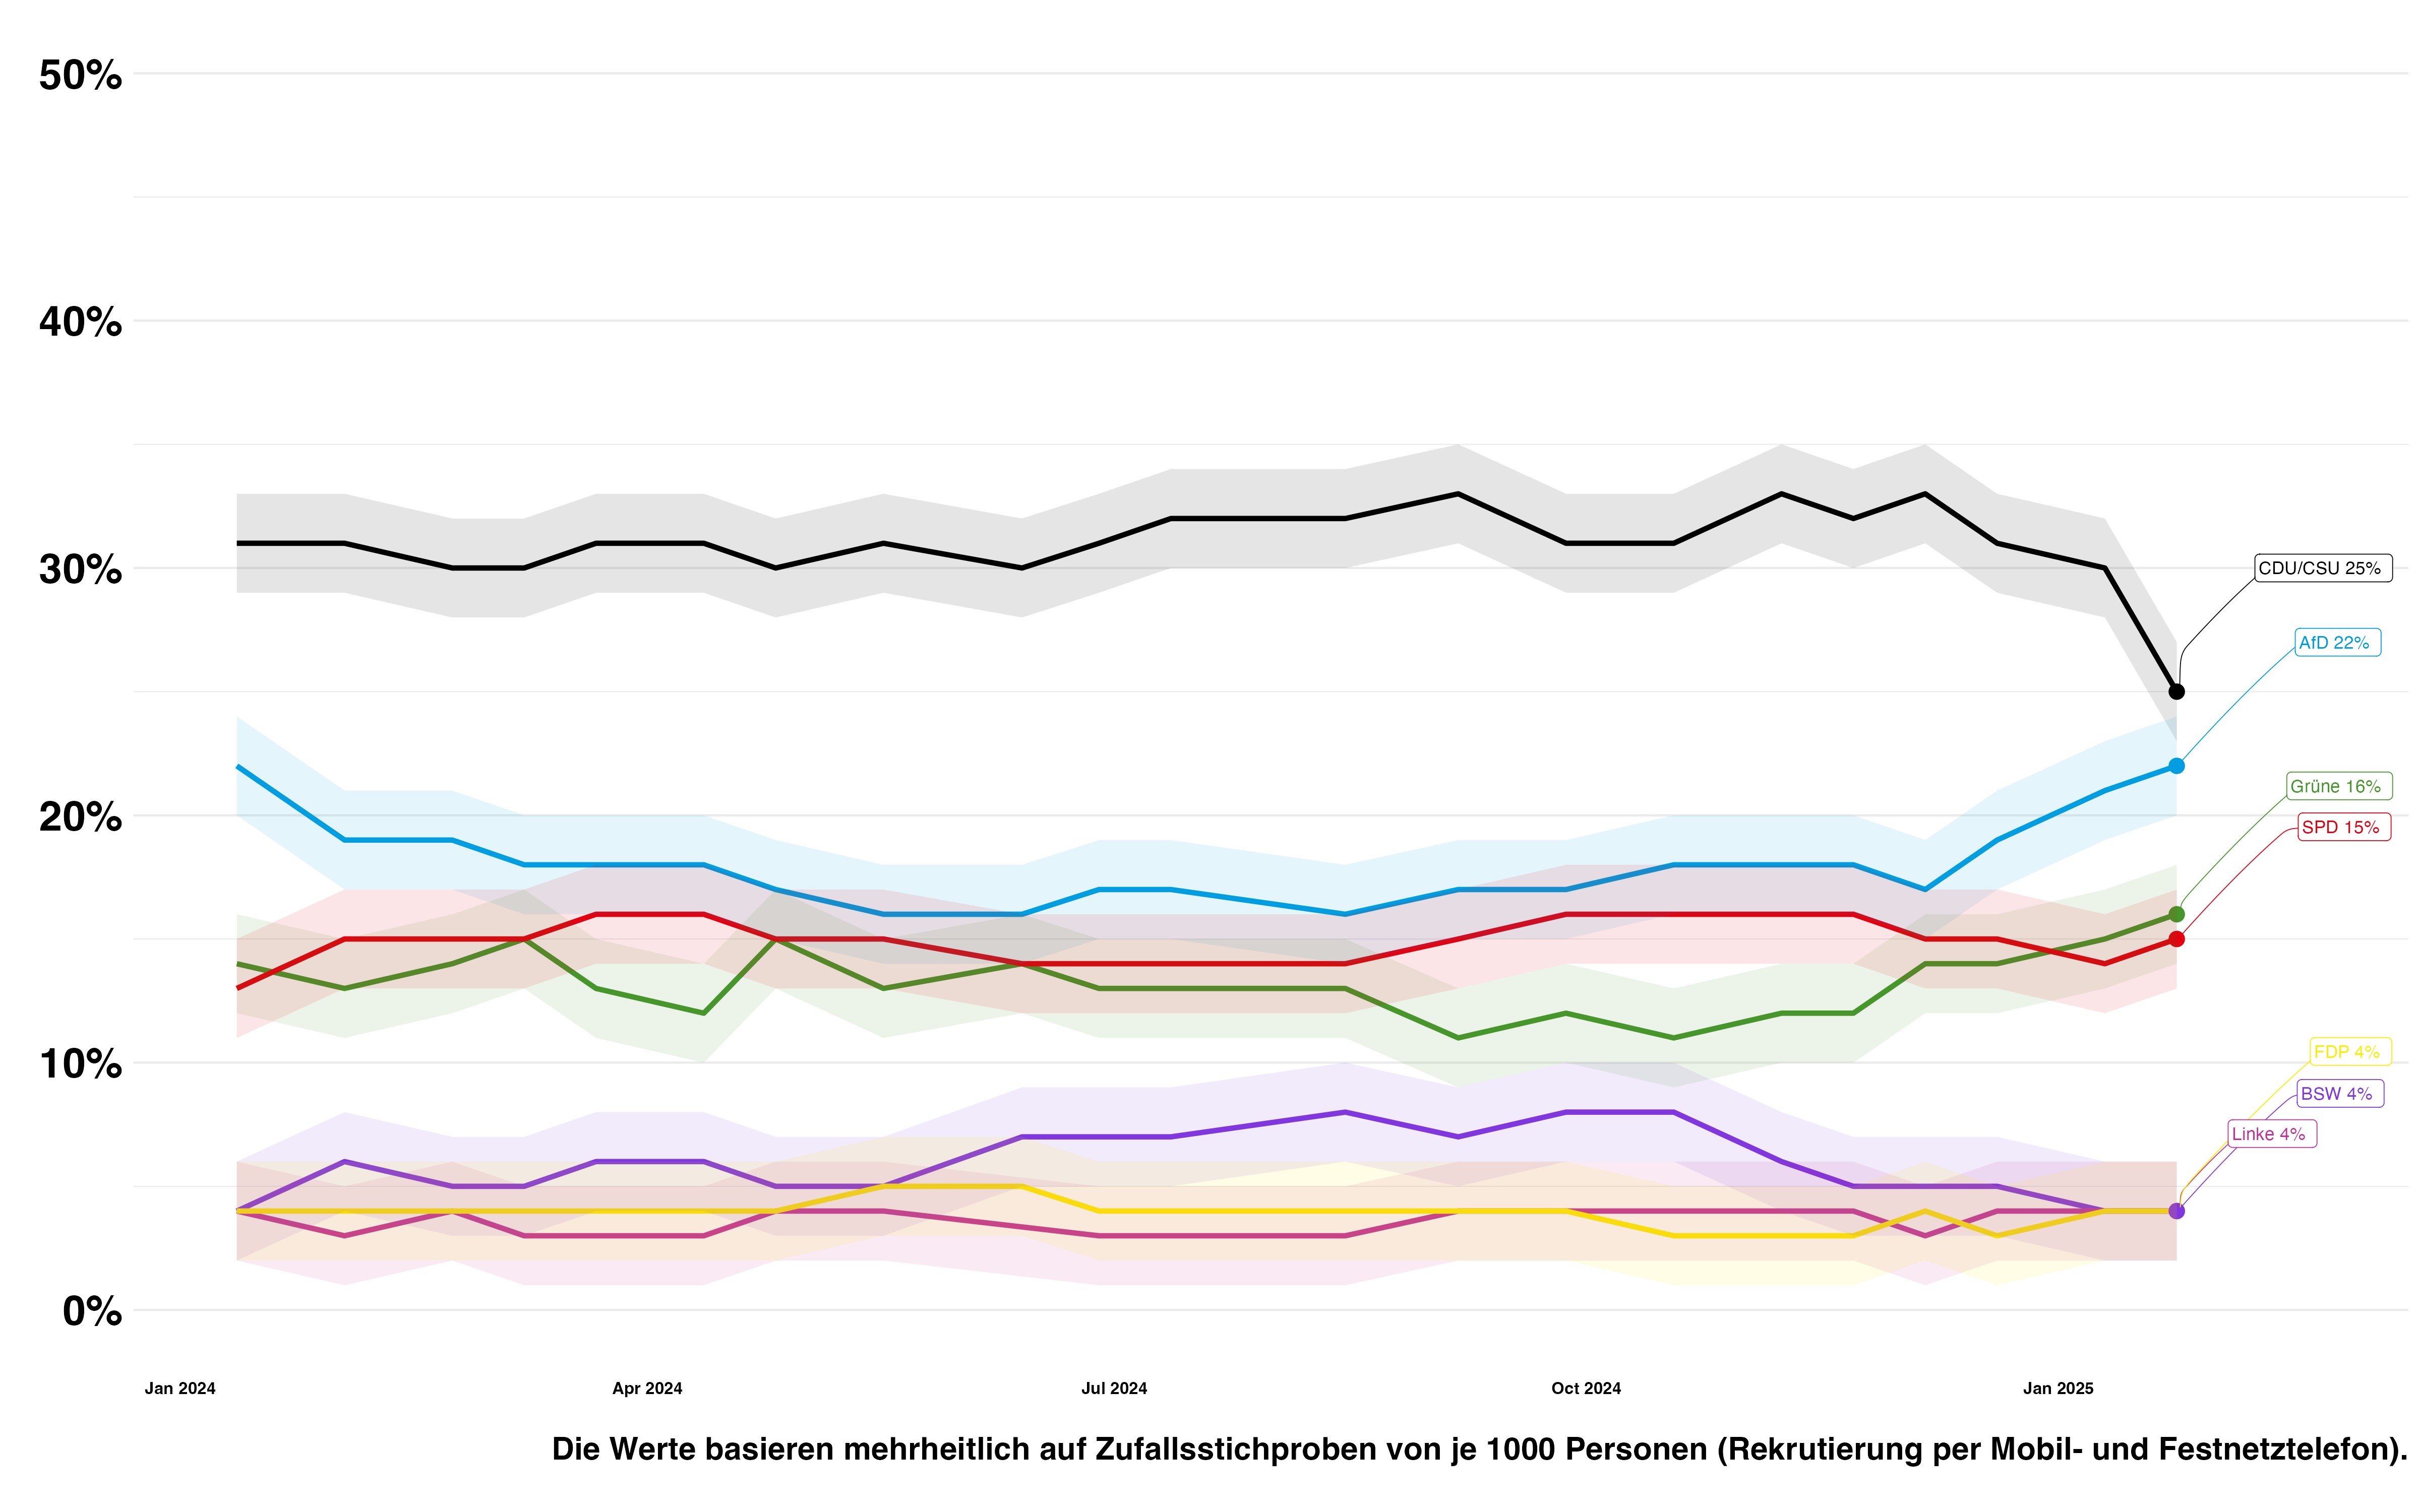 50%
40%
30%
20%
10%
0%
CDU/CSU 25%
AfD 22%
Grüne 16%
SPD 15%
FDP 4%
BSW 4%
Linke 4%
Jan 2024 Apr 2024 Jul 2024 Oct 2024 Jan 2025
Die Werte basieren mehrheitlich auf Zufallsstichproben von je 1000 Personen (Rekrutierung per Mobil- und Festnetztelefon).